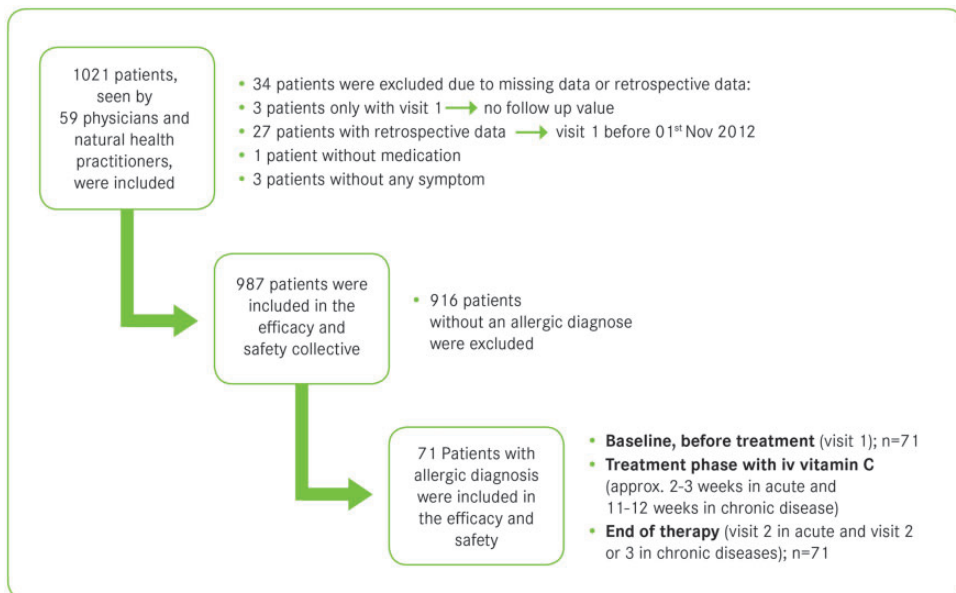 1021 patients,
seen by
59 physicians and
natural health
practitioners,
were included
• 34 patients were excluded due to missing data or retrospective data:
• 3 patients only with visit 1 → no follow up value
• 27 patients with retrospective data → visit 1 before 01st Nov 2012
• 1 patient without medication
• 3 patients without any symptom
987 patients were
included in the
efficacy and
safety collective
• 916 patients
without an allergic diagnose
were excluded
71 Patients with
allergic diagnosis
were included in
the efficacy and
safety
• Baseline, before treatment (visit 1); n=71
• Treatment phase with iv vitamin C
(approx. 2-3 weeks in acute and
11-12 weeks in chronic disease)
• End of therapy (visit 2 in acute and visit 2
or 3 in chronic diseases); n=71